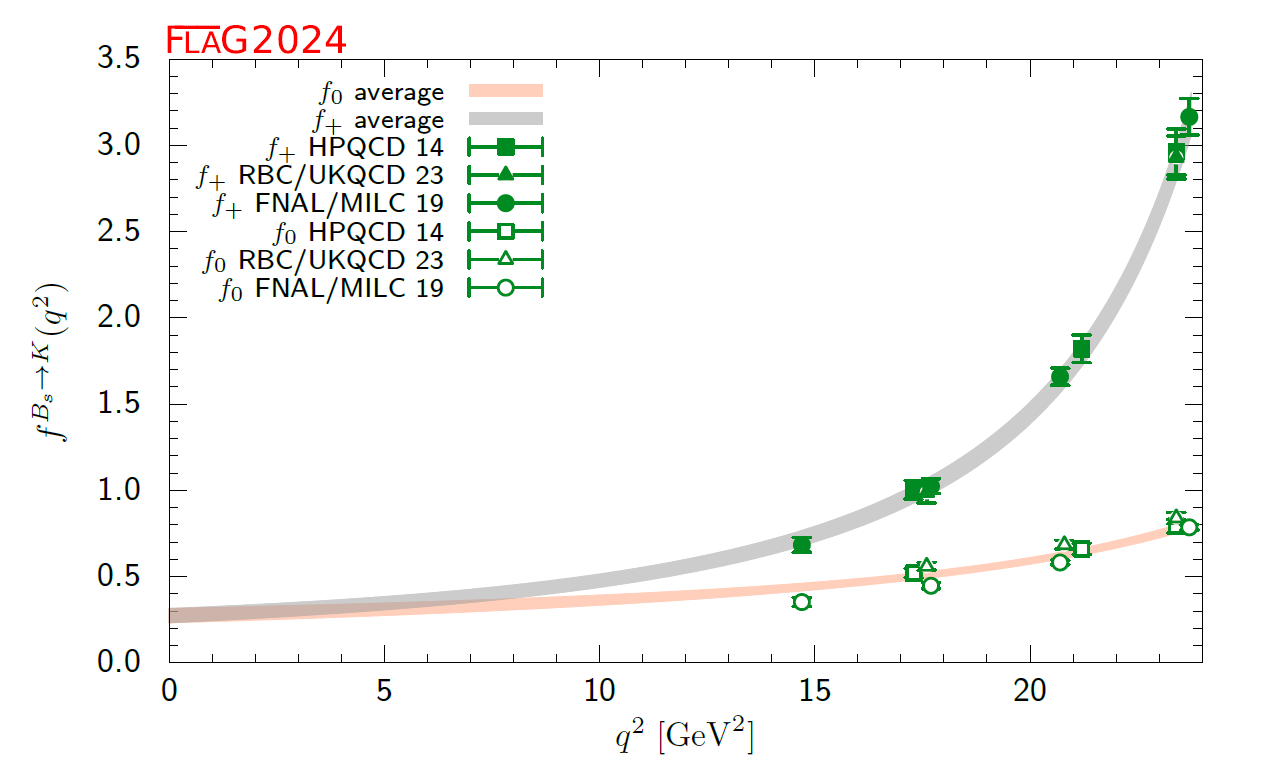 FLAG2024
3.5
3.0
2.5
2.0
1.5
1.0
0.5
0.0
f₀ average
f₊ average
f₊ HPQCD 14
f₊ RBC/UKQCD 23
f₊ FNAL/MILC 19
f₀ HPQCD 14
f₀ RBC/UKQCD 23
f₀ FNAL/MILC 19
f^{B_s→K}(q²)
0 5 10 15 20
q² [GeV²]